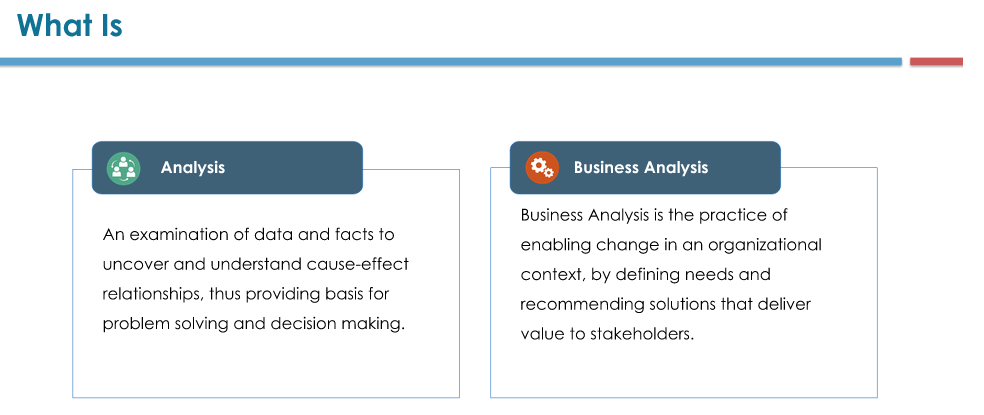 What Is
Analysis
An examination of data and facts to
uncover and understand cause-effect
relationships, thus providing basis for
problem solving and decision making.
Business Analysis
Business Analysis is the practice of
enabling change in an organizational
context, by defining needs and
recommending solutions that deliver
value to stakeholders.